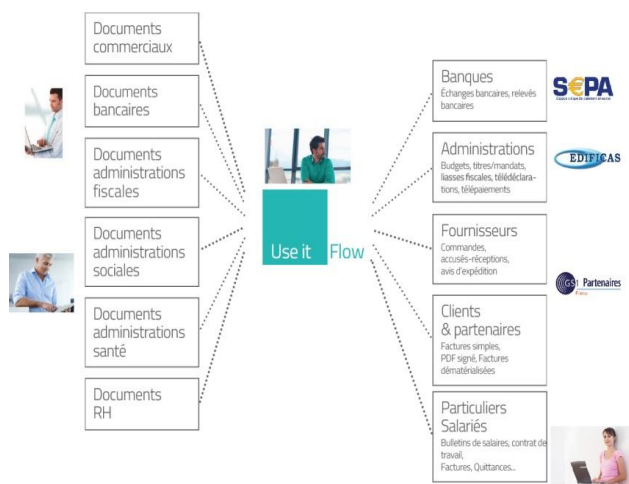 Documents
commerciaux
Documents
bancaires
Documents
administrations
fiscales
Documents
administrations
sociales
Documents
administrations
santé
Documents
RH
Use it Flow
Banques
Échanges bancaires, relevés
bancaires
Administrations
Budgets, titres/mandats,
liasses fiscales, télédéclara-
tions, télépaiements
Fournisseurs
Commandes,
accusés-réceptions,
avis d'expédition
Clients
& partenaires
Factures simples,
PDF signé, Factures
dématérialisées
Particuliers
Salariés
Bulletins de salaires, contrat de
travail,
Factures, Quittances...
S€PA
EDIFICAS
GS1 Partenaires